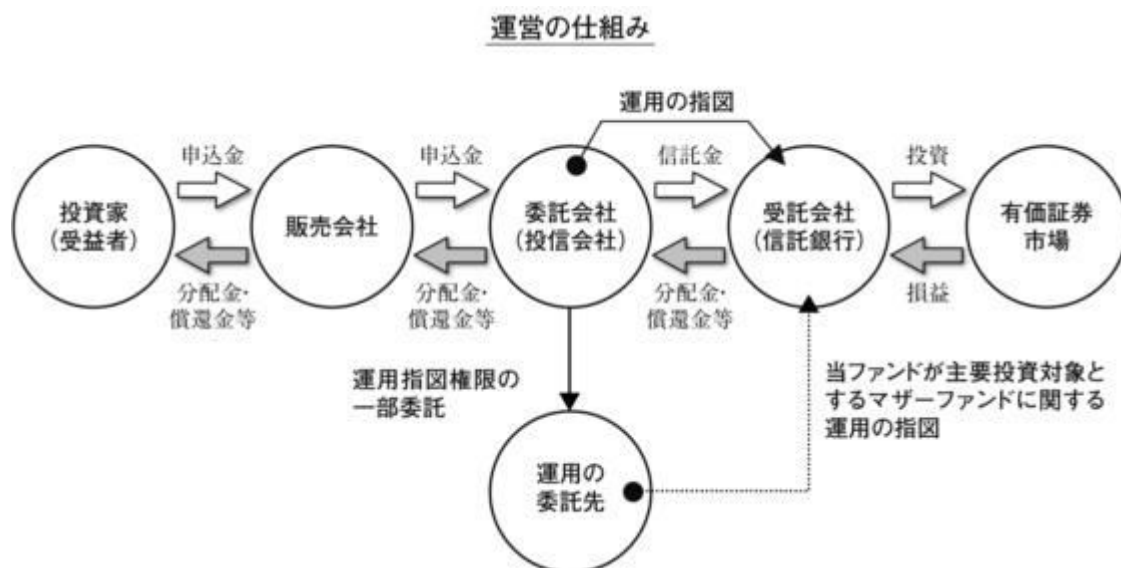 運営の仕組み
運用の指図
申込金
申込金
信託金
投資
投資家
(受益者)
販売会社
委託会社
(投信会社)
受託会社
(信託銀行)
有価証券
市場
分配金・
償還金等
分配金・
償還金等
分配金・
償還金等
損益
運用指図権限の
一部委託
当ファンドが主要投資対象と
するマザーファンドに関する
運用の指図
運用の
委託先